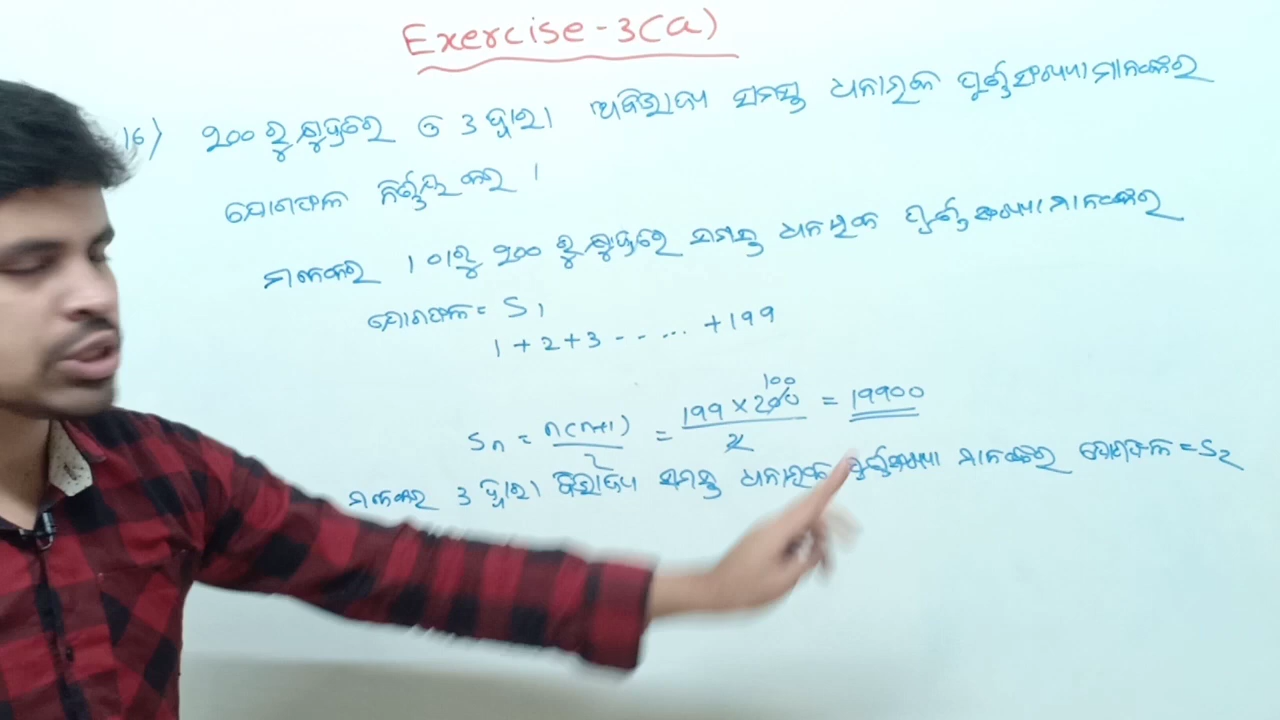 Exercise - 3(a)
16) ୨୦୦ ରୁ କ୍ଷୁଦ୍ରତର ଓ 3 ଦ୍ୱାରା ଅବିଭାଜ୍ୟ ସମସ୍ତ ଧନାତ୍ମକ ପୂର୍ଣ୍ଣସଂଖ୍ୟାମାନଙ୍କର
ଯୋଗଫଳ ନିର୍ଣ୍ଣୟ କର ।
ମନେକର 1 ଠାରୁ ୨୦୦ ରୁ କ୍ଷୁଦ୍ରତର ସମସ୍ତ ଧନାତ୍ମକ ପୂର୍ଣ୍ଣସଂଖ୍ୟାମାନଙ୍କର
ଯୋଗଫଳ = S1
1 + 2 + 3 - - . ... + 199
Sn = n(n+1)/2 = 199 × 200/2 100 = 19900
ମନେକର 3 ଦ୍ୱାରା ବିଭାଜ୍ୟ ସମସ୍ତ ଧନାତ୍ମକ ପୂର୍ଣ୍ଣସଂଖ୍ୟା ମାନଙ୍କର ଯୋଗଫଳ = S2